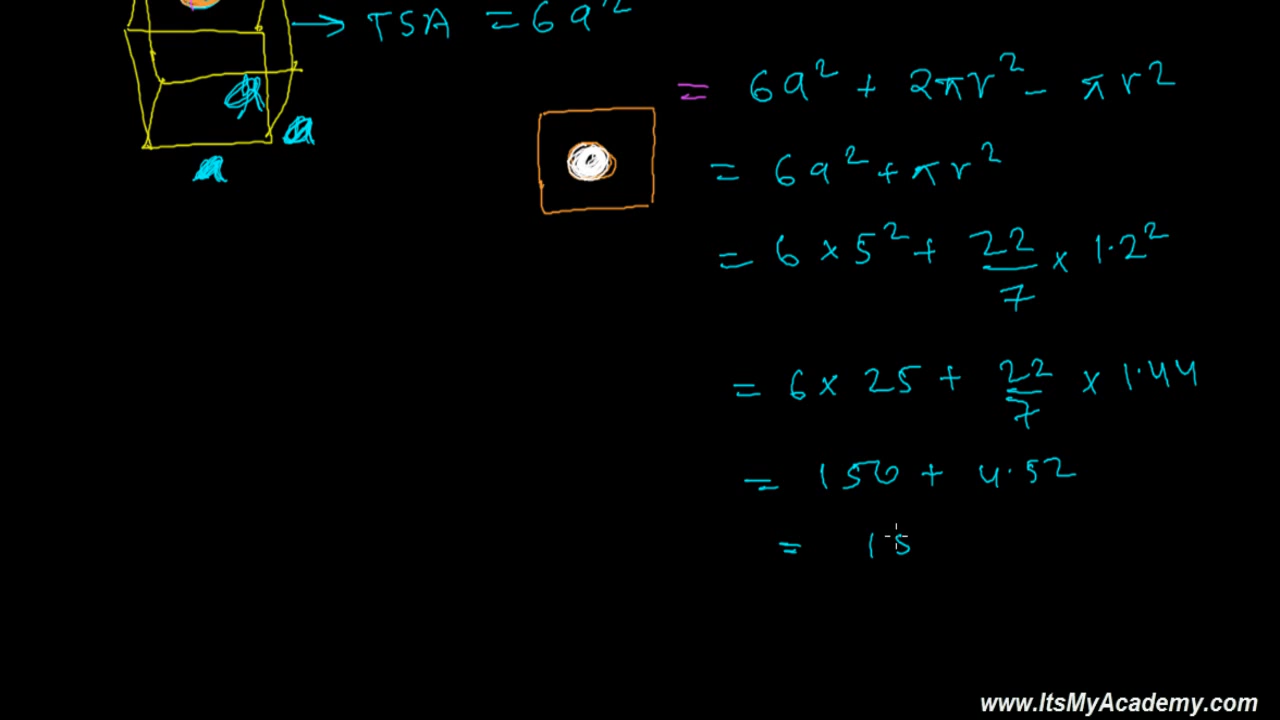 → TSA = 6a²
= 6a² + 2πr² - πr²
= 6a² + πr²
= 6 × 5² + 22/7 × 1.2²
= 6 × 25 + 22/7 × 1.44
= 150 + 4.52
= 15
a
a
a
www.ItsMyAcademy.com